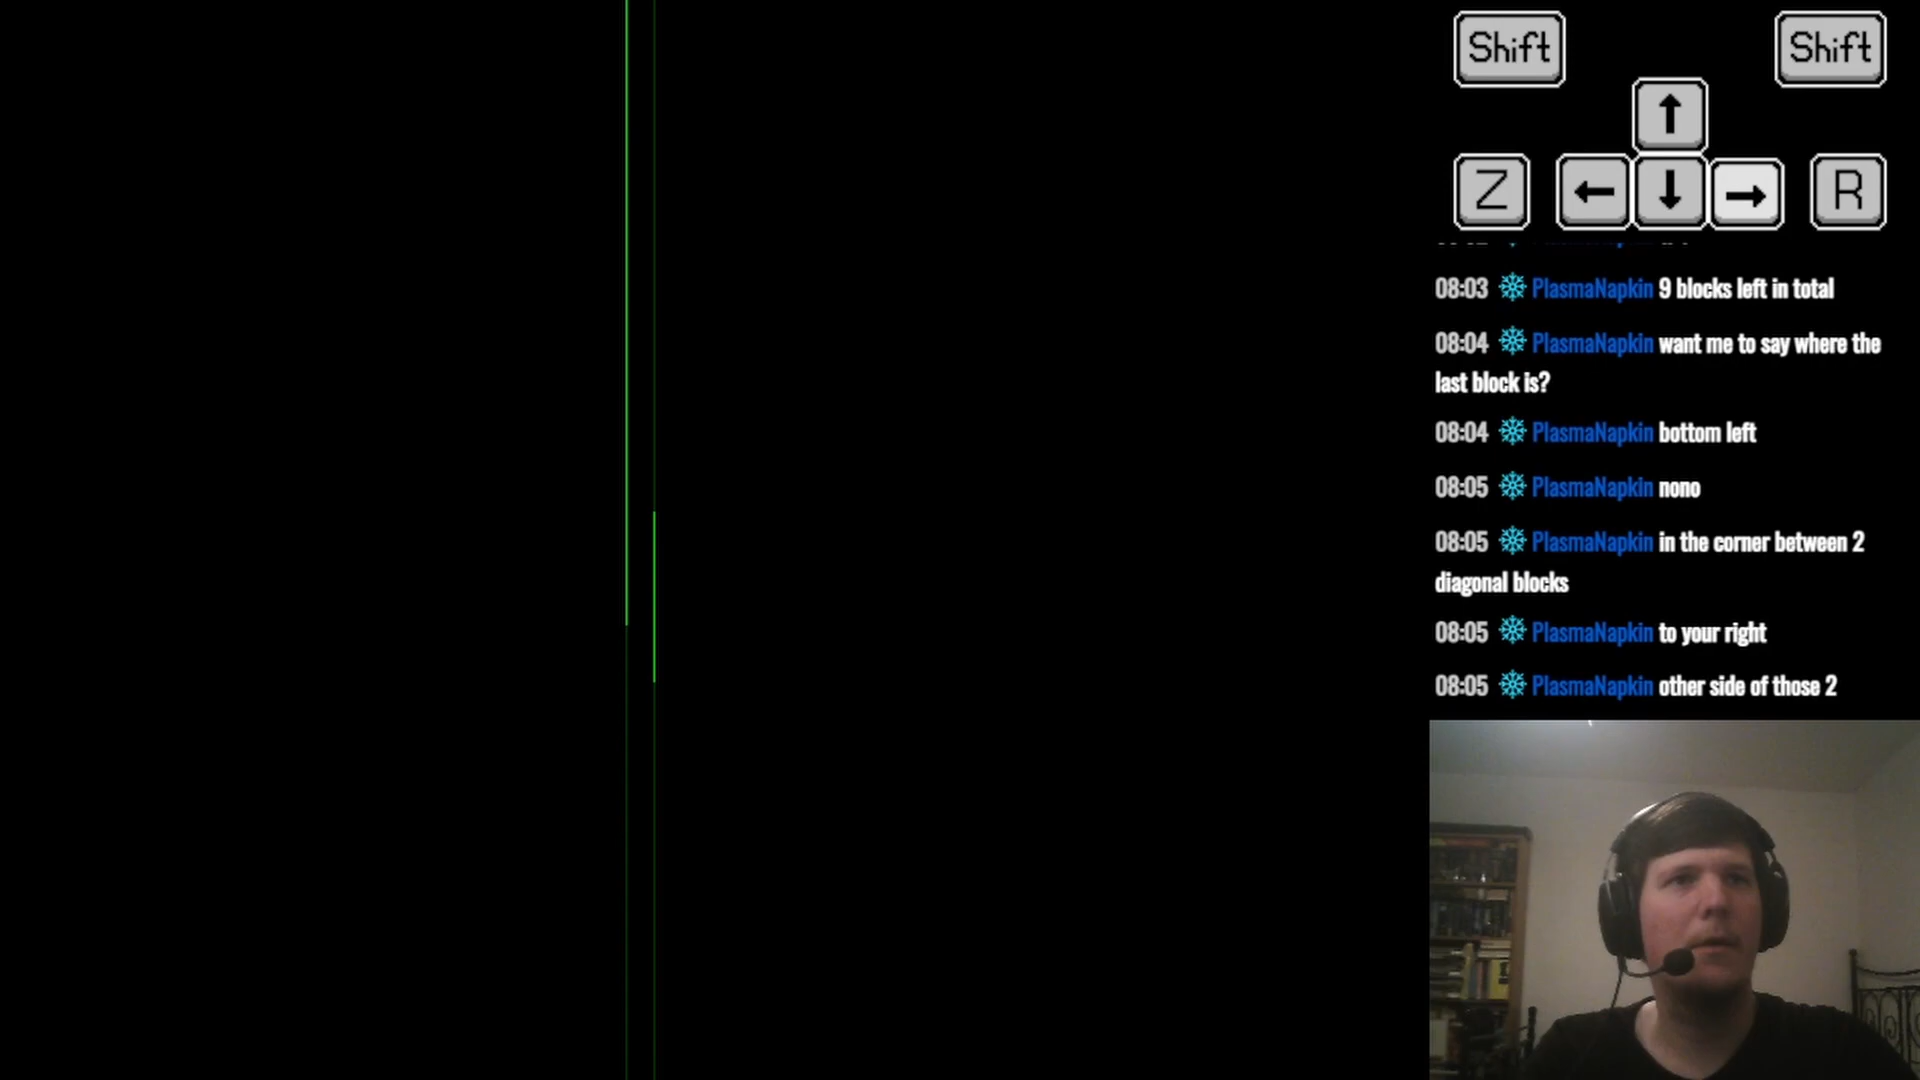 Shift Shift
↑
Z ← ↓ → R
08:03 PlasmaNapkin 9 blocks left in total
08:04 PlasmaNapkin want me to say where the
last block is?
08:04 PlasmaNapkin bottom left
08:05 PlasmaNapkin nono
08:05 PlasmaNapkin in the corner between 2
diagonal blocks
08:05 PlasmaNapkin to your right
08:05 PlasmaNapkin other side of those 2